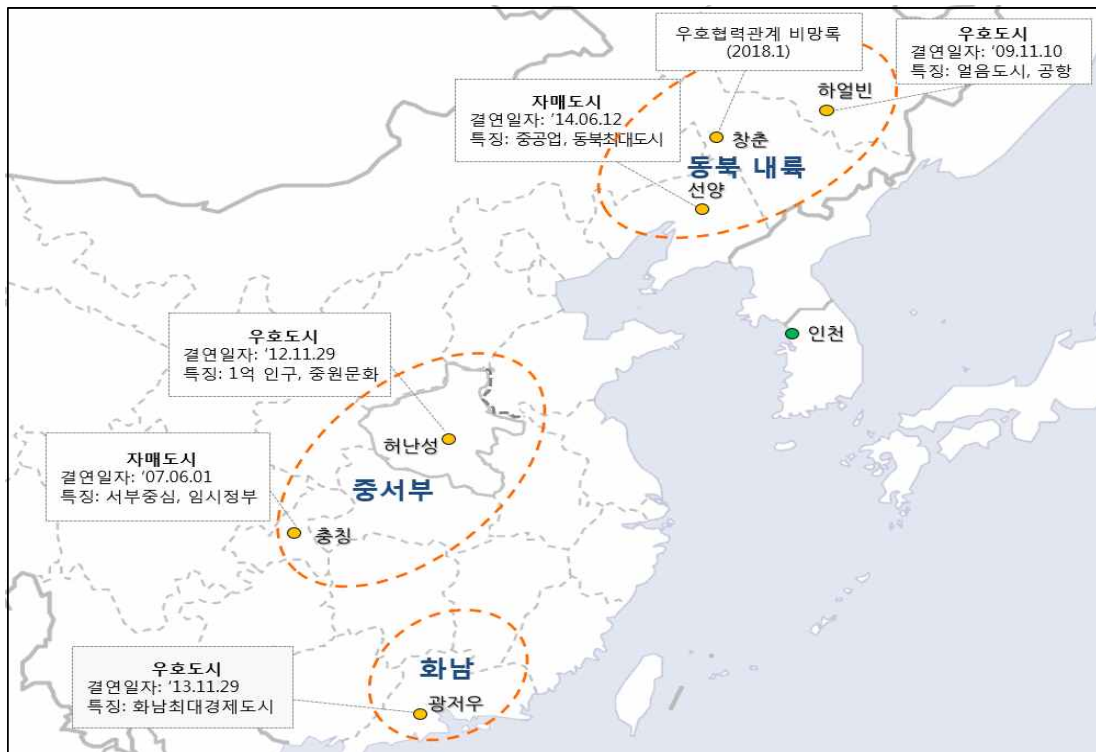 우호협력관계 비망록
(2018.1)
우호도시
결연일자: ‘09.11.10
특징: 얼음도시, 공항
자매도시
결연일자: ‘14.06.12
특징: 중공업, 동북최대도시
하얼빈
창춘
동북 내륙
선양
인천
우호도시
결연일자: ‘12.11.29
특징: 1억 인구, 중원문화
허난성
자매도시
결연일자: ‘07.06.01
특징: 서부중심, 임시정부
중서부
충칭
우호도시
결연일자: ‘13.11.29
특징: 화남최대경제도시
화남
광저우